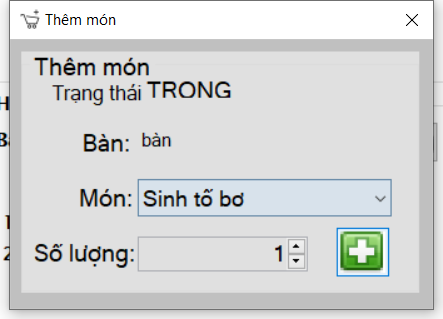 Thêm món
Thêm món
Trạng thái TRONG
Bàn: bàn
Món: Sinh tố bơ
Số lượng: 1